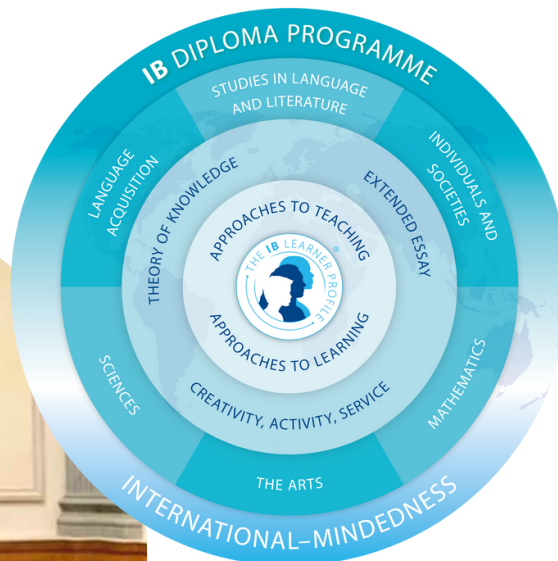 IB DIPLOMA PROGRAMME
STUDIES IN LANGUAGE
AND LITERATURE
LANGUAGE
ACQUISITION
INDIVIDUALS AND
SOCIETIES
THEORY OF KNOWLEDGE
EXTENDED ESSAY
APPROACHES TO TEACHING
THE IB LEARNER PROFILE
®
APPROACHES TO LEARNING
SCIENCES
MATHEMATICS
CREATIVITY, ACTIVITY, SERVICE
THE ARTS
INTERNATIONAL–MINDEDNESS